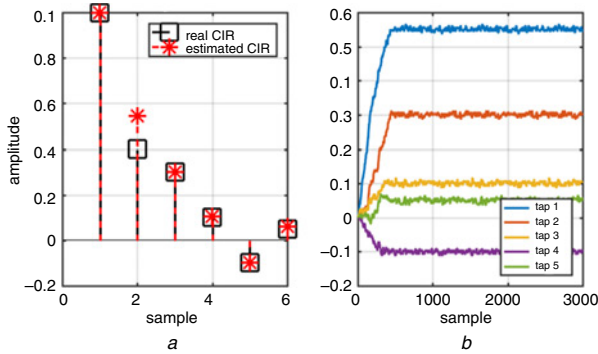 0.1
0.8
0.6
0.4
0.2
0
–0.2
0
2
4
6
amplitude
sample
real CIR
estimated CIR
a
0.6
0.5
0.1
0.3
0.2
0.1
0
–0.1
–0.2
0
1000
2000
3000
sample
tap 1
tap 2
tap 3
tap 4
tap 5
b